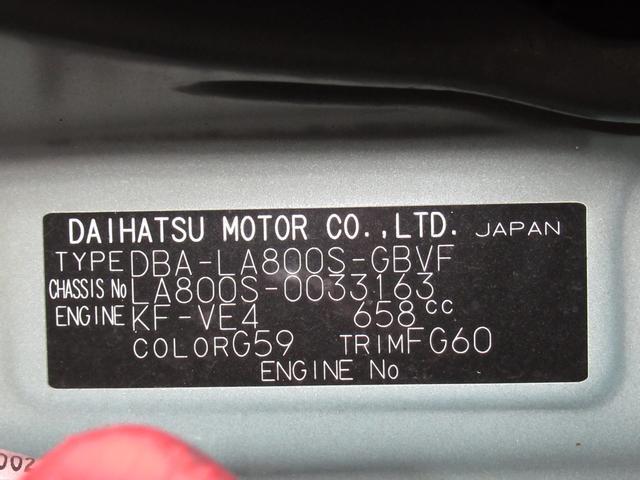 DAIHATSU MOTOR CO.,LTD. JAPAN
TYPE DBA-LA800S-GBVF
CHASSIS No LA800S-0033163
ENGINE KF-VE4 658cc
COLOR G59 TRIM FG60
ENGINE No
002